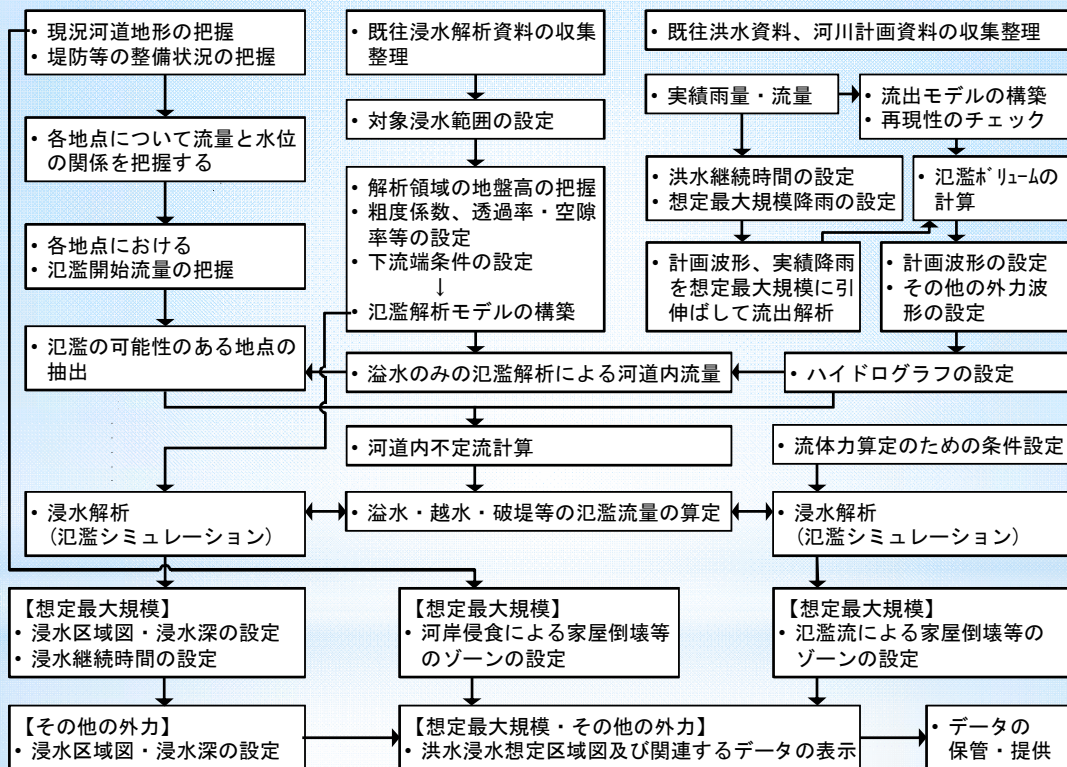 ・現況河道地形の把握
・堤防等の整備状況の把握
・既往浸水解析資料の収集
整理
・既往洪水資料、河川計画資料の収集整理
・各地点について流量と水位
の関係を把握する
・対象浸水範囲の設定
・実績雨量・流量
・流出モデルの構築
・再現性のチェック
・各地点における
・氾濫開始流量の把握
・解析領域の地盤高の把握
・粗度係数、透過率・空隙
率等の設定
・下流端条件の設定
↓
・氾濫解析モデルの構築
・洪水継続時間の設定
・想定最大規模降雨の設定
・氾濫ﾎﾞﾘｭｰﾑの
計算
・計画波形、実績降雨
を想定最大規模に引
伸ばして流出解析
・計画波形の設定
・その他の外力波
形の設定
・氾濫の可能性のある地点の
抽出
・溢水のみの氾濫解析による河道内流量
・ハイドログラフの設定
・河道内不定流計算
・流体力算定のための条件設定
・浸水解析
(氾濫シミュレーション)
・溢水・越水・破堤等の氾濫流量の算定
・浸水解析
(氾濫シミュレーション)
【想定最大規模】
・浸水区域図・浸水深の設定
・浸水継続時間の設定
【想定最大規模】
・河岸侵食による家屋倒壊等
のゾーンの設定
【想定最大規模】
・氾濫流による家屋倒壊等の
ゾーンの設定
【その他の外力】
・浸水区域図・浸水深の設定
【想定最大規模・その他の外力】
・洪水浸水想定区域図及び関連するデータの表示
・データの
保管・提供